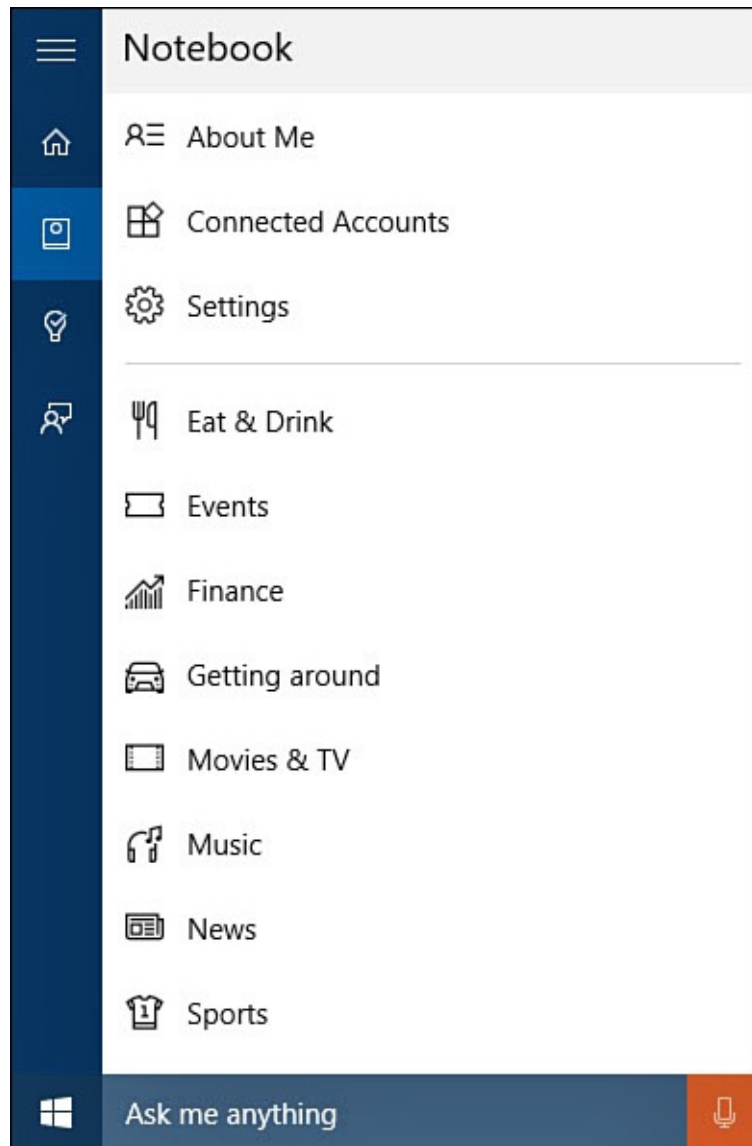 Notebook
About Me
Connected Accounts
Settings
Eat & Drink
Events
Finance
Getting around
Movies & TV
Music
News
1
Sports
Ask me anything